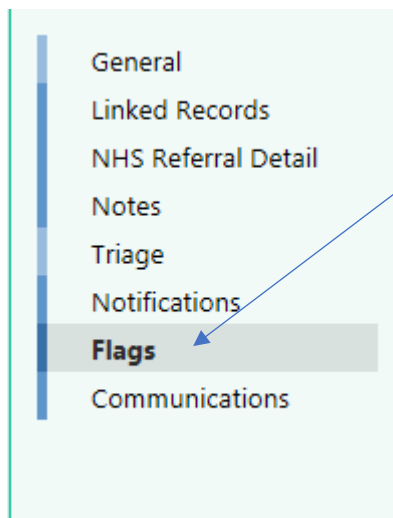 General
Linked Records
NHS Referral Detail
Notes
Triage
Notifications
Flags
Communications